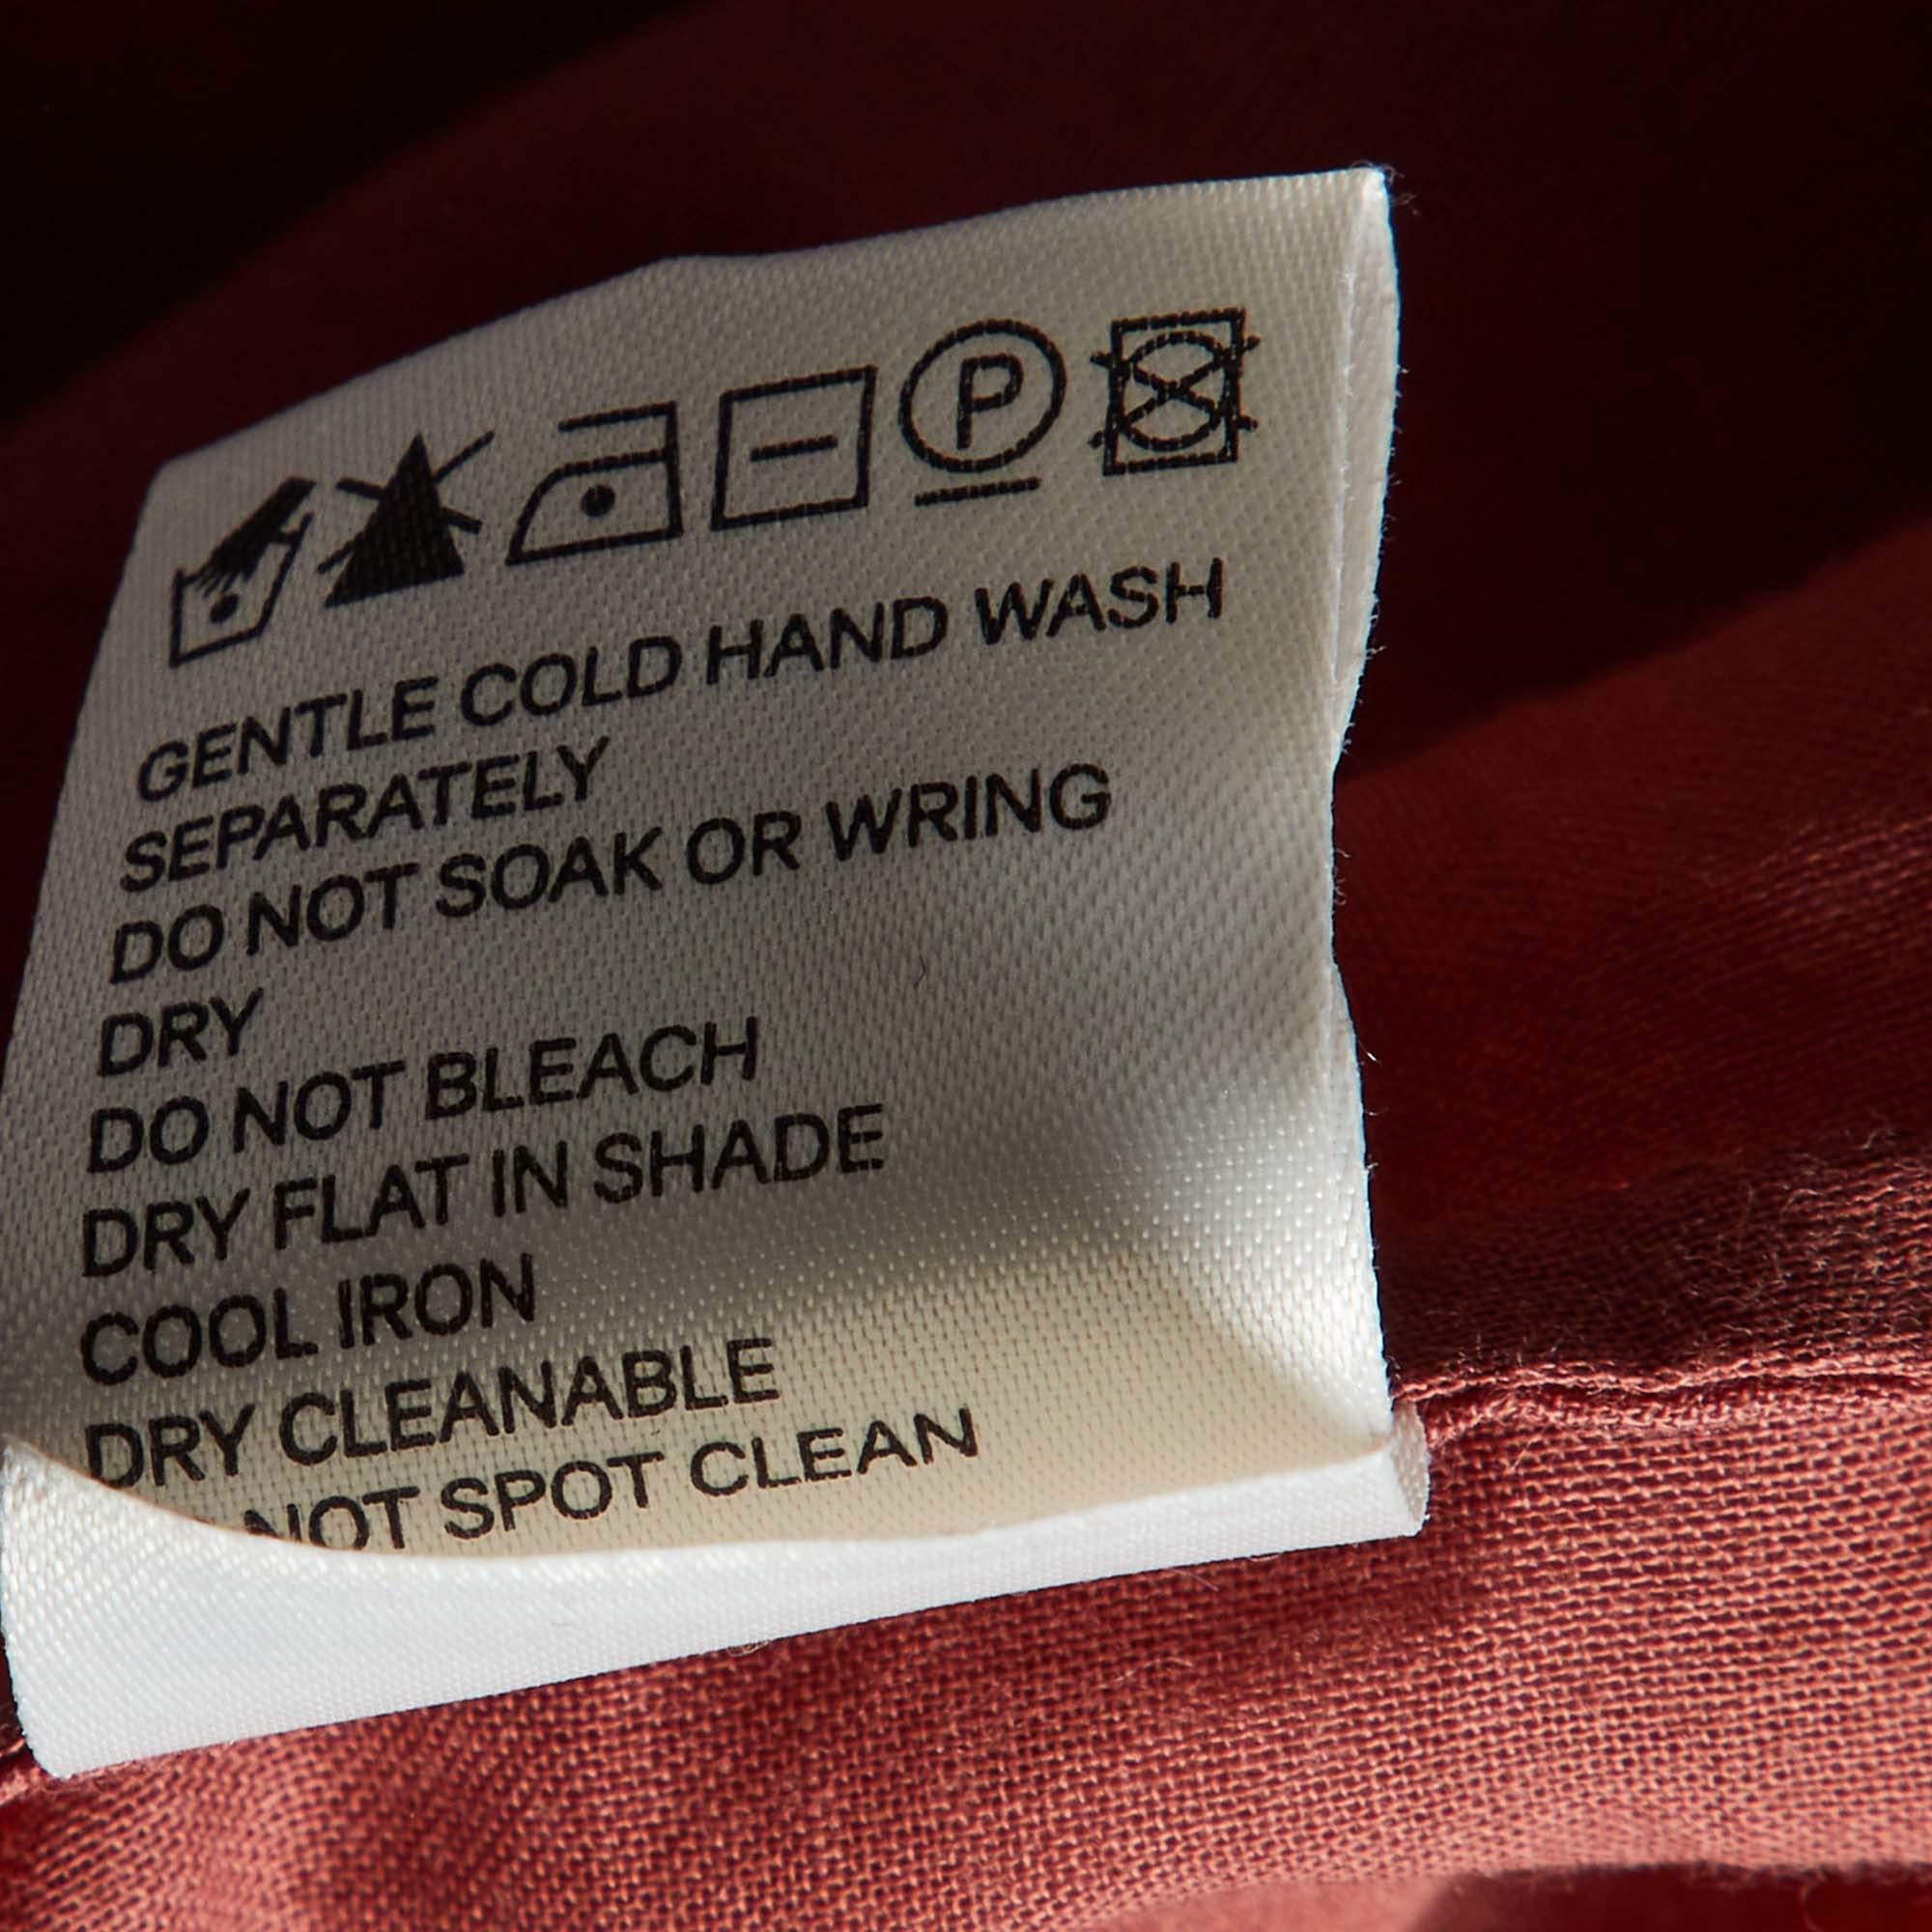 P
GENTLE COLD HAND WASH
SEPARATELY
DO NOT SOAK OR WRING
DRY
DO NOT BLEACH
DRY FLAT IN SHADE
COOL IRON
DRY CLEANABLE
NOT SPOT CLEAN